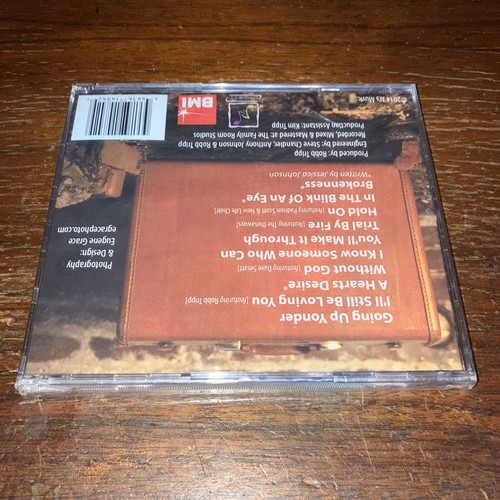 Going Up Yonder
I'll Still Be Loving You [featuring Robb Tripp]
A Hearts Desire*
Without God [featuring Dave Seratt]
I Know Someone Who Can
You'll Make It Through
Trial By Fire [featuring The Dunaways]
Hold On [featuring Fadnon Scott & New Life Choir]
In The Blink Of An Eye*
Brokenness*
*Written by Jessica Johnson
Photography
& Design:
Eugene Grace
egracephoto.com
Produced by: Robb Tripp
Engineered by Steve Chandler, Anthony Johnson & Robb Tripp
Recorded, Mixed & Mastered at The Family Room Studios
Production Assistant: Kim Tripp
BMI